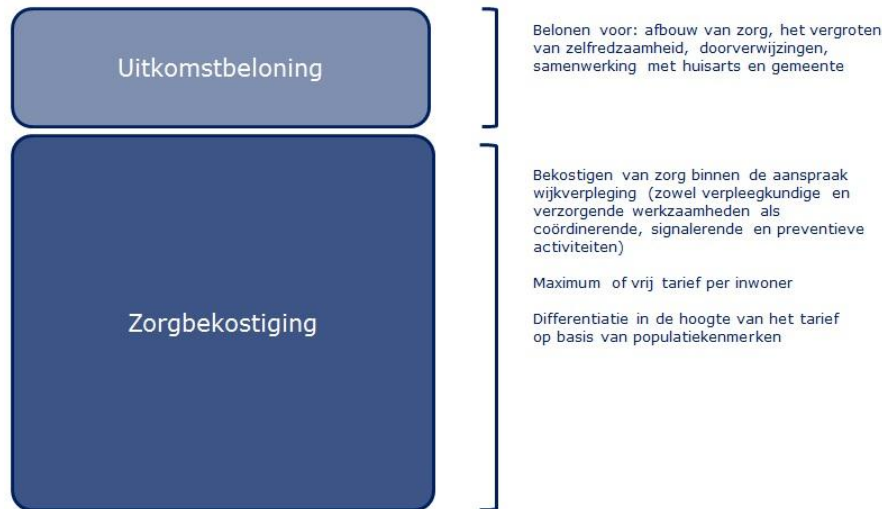 Uitkomstbeloning
Belonen voor: afbouw van zorg, het vergroten
van zelfredzaamheid, doorverwijzingen,
samenwerking met huisarts en gemeente
Zorgbekostiging
Bekostigen van zorg binnen de aanspraak
wijkverpleging (zowel verpleegkundige en
verzorgende werkzaamheden als
coördinerende, signalerende en preventieve
activiteiten)
Maximum of vrij tarief per inwoner
Differentiatie in de hoogte van het tarief
op basis van populatiekenmerken